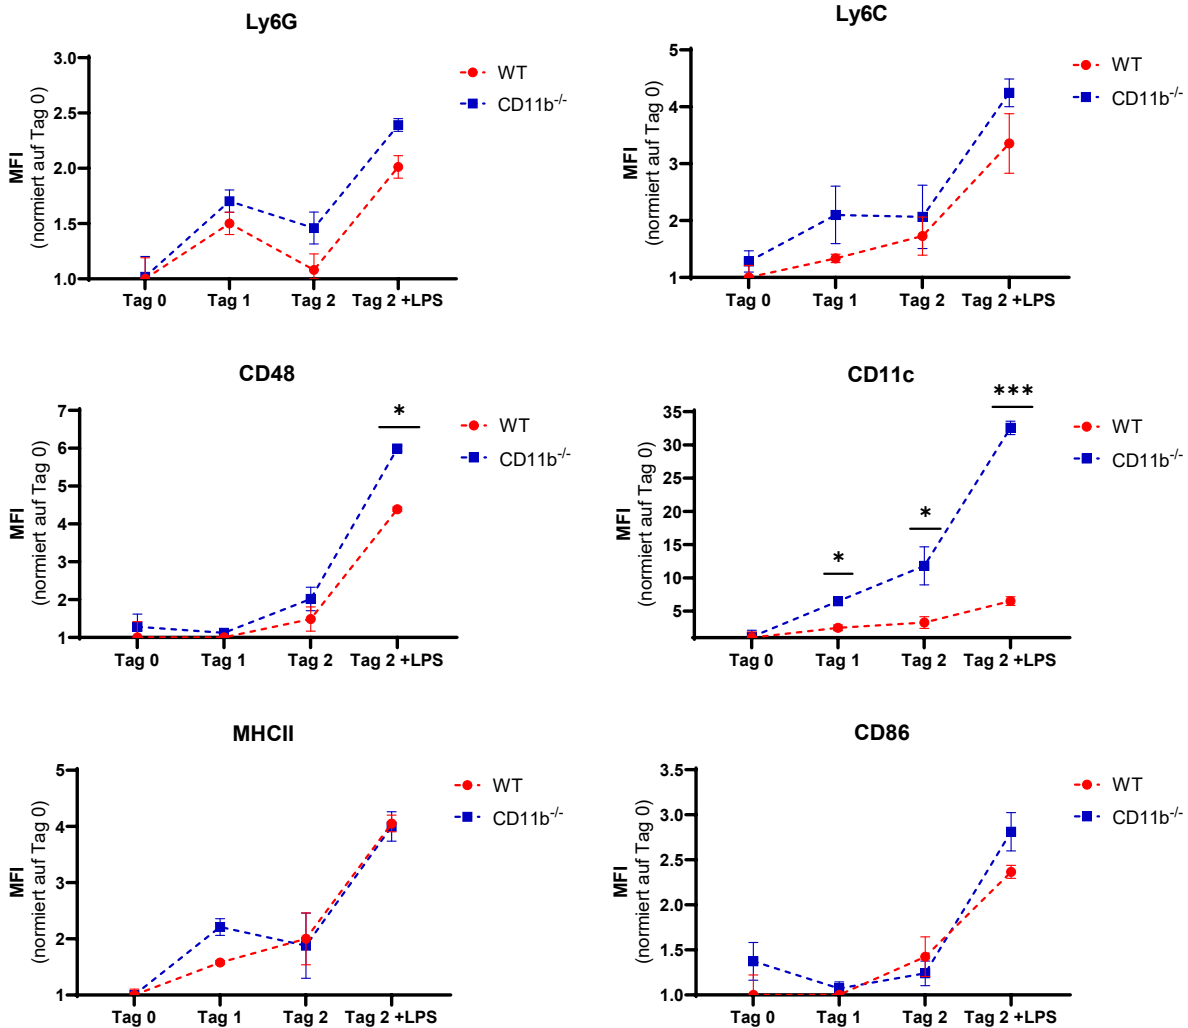 Ly6G
MFI
(normiert auf Tag 0)
3.0
2.5
2.0
1.5
1.0
Tag 0 Tag 1 Tag 2 Tag 2 +LPS
WT
CD11b-/-
Ly6C
MFI
(normiert auf Tag 0)
5
4
3
2
1
Tag 0 Tag 1 Tag 2 Tag 2 +LPS
WT
CD11b-/-
CD48
MFI
(normiert auf Tag 0)
7
6
5
4
3
2
1
*
Tag 0 Tag 1 Tag 2 Tag 2 +LPS
WT
CD11b-/-
CD11c
MFI
(normiert auf Tag 0)
35
30
25
20
15
10
5
*
*
***
Tag 0 Tag 1 Tag 2 Tag 2 +LPS
WT
CD11b-/-
MHCII
MFI
(normiert auf Tag 0)
5
4
3
2
1
Tag 0 Tag 1 Tag 2 Tag 2 +LPS
WT
CD11b-/-
CD86
MFI
(normiert auf Tag 0)
3.5
3.0
2.5
2.0
1.5
1.0
Tag 0 Tag 1 Tag 2 Tag 2 +LPS
WT
CD11b-/-